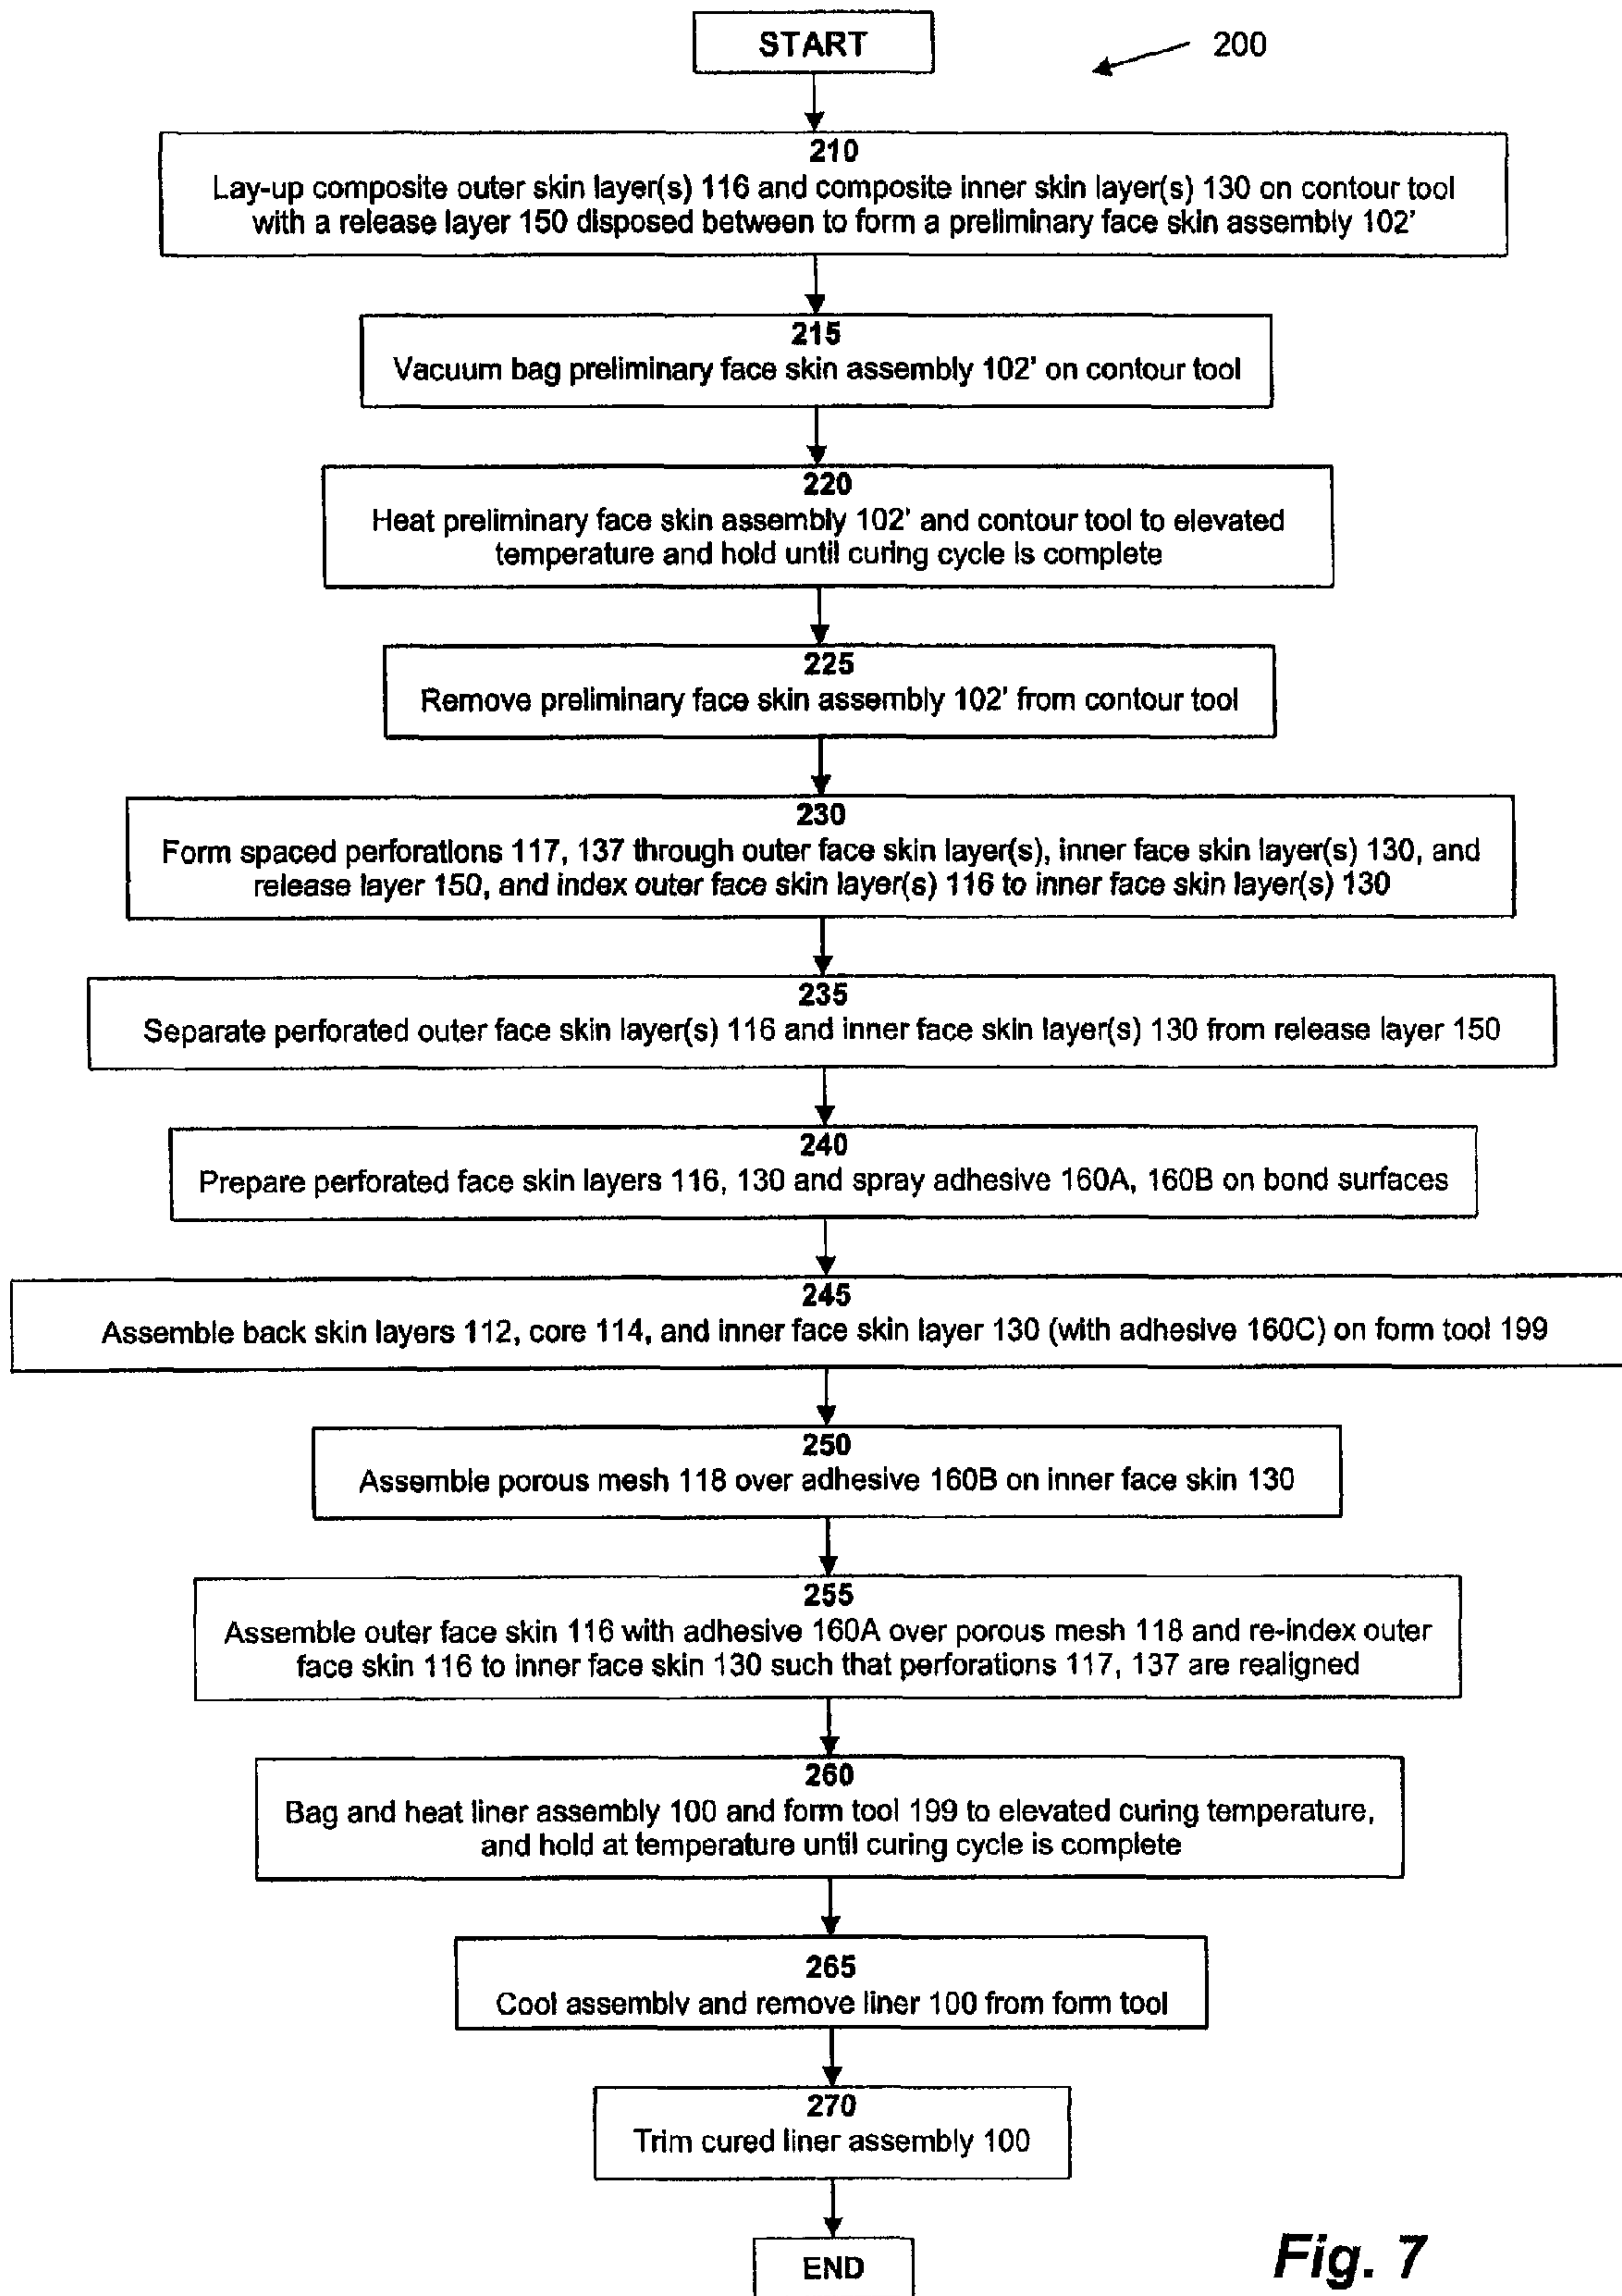 START
200
210
Lay-up composite outer skin layer(s) 116 and composite inner skin layer(s) 130 on contour tool
with a release layer 150 disposed between to form a preliminary face skin assembly 102'
215
Vacuum bag preliminary face skin assembly 102' on contour tool
220
Heat preliminary face skin assembly 102' and contour tool to elevated
temperature and hold until curing cycle is complete
225
Remove preliminary face skin assembly 102' from contour tool
230
Form spaced perforations 117, 137 through outer face skin layer(s), inner face skin layer(s) 130, and
release layer 150, and index outer face skin layer(s) 116 to inner face skin layer(s) 130
235
Separate perforated outer face skin layer(s) 116 and inner face skin layer(s) 130 from release layer 150
240
Prepare perforated face skin layers 116, 130 and spray adhesive 160A, 160B on bond surfaces
245
Assemble back skin layers 112, core 114, and inner face skin layer 130 (with adhesive 160C) on form tool 199
250
Assemble porous mesh 118 over adhesive 160B on inner face skin 130
255
Assemble outer face skin 116 with adhesive 160A over porous mesh 118 and re-index outer
face skin 116 to inner face skin 130 such that perforations 117, 137 are realigned
260
Bag and heat liner assembly 100 and form tool 199 to elevated curing temperature,
and hold at temperature until curing cycle is complete
265
Cool assembly and remove liner 100 from form tool
270
Trim cured liner assembly 100
END
Fig. 7